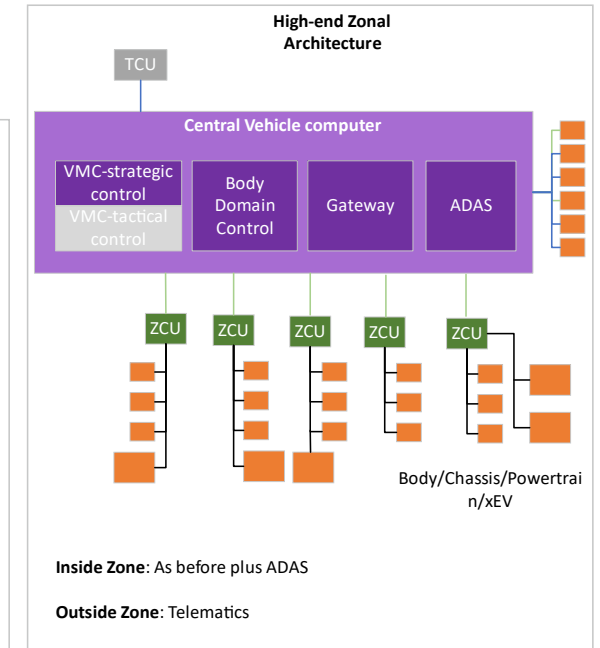 High-end Zonal
Architecture
TCU
Central Vehicle computer
VMC-strategic
control
VMC-tactical
control
Body
Domain
Control
Gateway
ADAS
ZCU
ZCU
ZCU
ZCU
ZCU
Body/Chassis/Powertrai
n/xEV
Inside Zone: As before plus ADAS
Outside Zone: Telematics